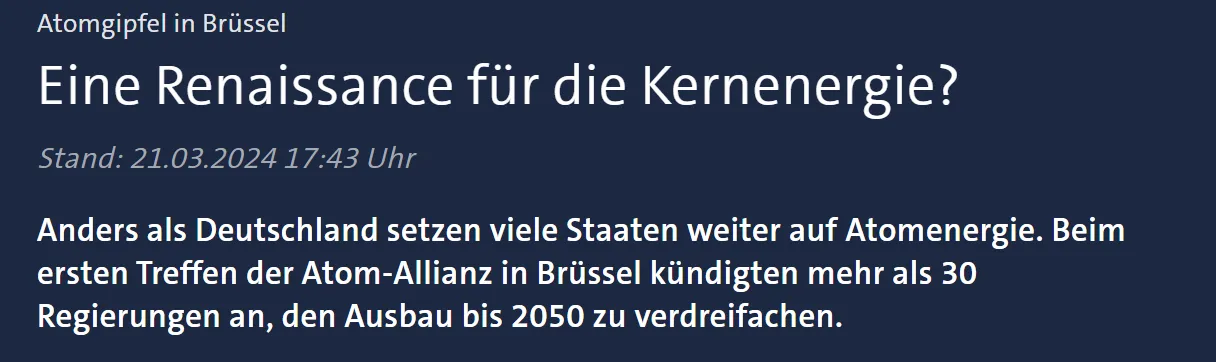 Atomgipfel in Brüssel
Eine Renaissance für die Kernenergie?
Stand: 21.03.2024 17:43 Uhr
Anders als Deutschland setzen viele Staaten weiter auf Atomenergie. Beim
ersten Treffen der Atom-Allianz in Brüssel kündigten mehr als 30
Regierungen an, den Ausbau bis 2050 zu verdreifachen.